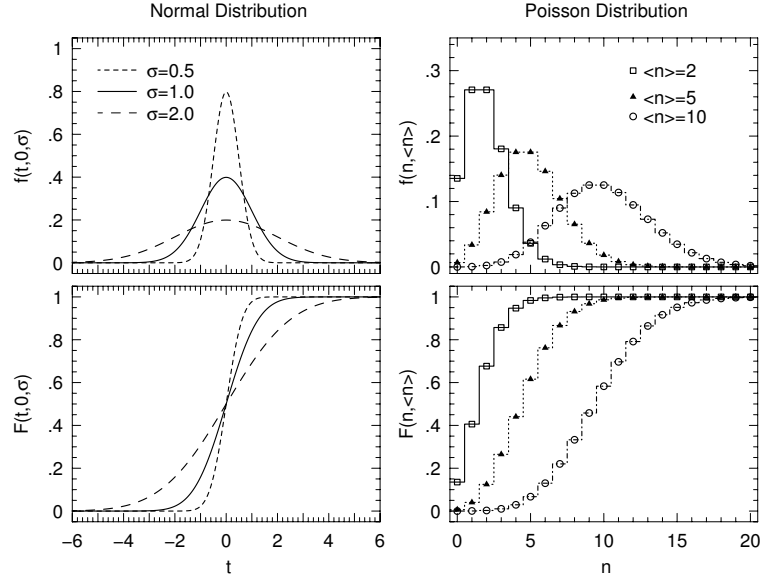 Normal Distribution
Poisson Distribution
f(t,0,σ)
1
.8
.6
.4
.2
0
σ=0.5
σ=1.0
σ=2.0
f(n,<n>)
.3
.2
.1
0
<n>=2
<n>=5
<n>=10
F(t,0,σ)
1
.8
.6
.4
.2
0
−6 −4 −2 0 2 4 6
t
F(n,<n>)
1
.8
.6
.4
.2
0
0 5 10 15 20
n